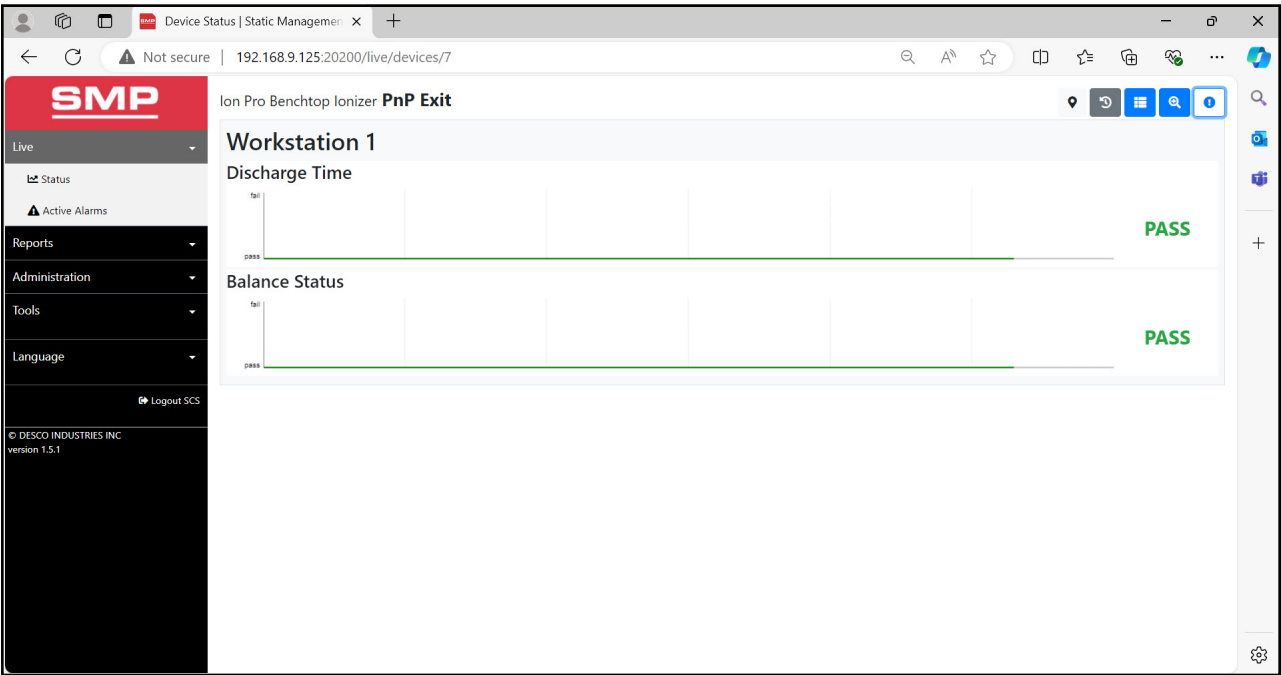 SMP Device Status | Static Managemen
Not secure | 192.168.9.125:20200/live/devices/7
SMP
Live
Status
Active Alarms
Reports
Administration
Tools
Language
Logout SCS
© DESCO INDUSTRIES INC
version 1.5.1
Ion Pro Benchtop Ionizer PnP Exit
Workstation 1
Discharge Time
fail
pass
PASS
Balance Status
fail
pass
PASS